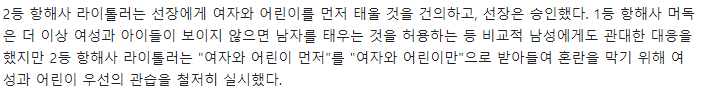 2등 항해사 라이톨러는 선장에게 여자와 어린이를 먼저 태울 것을 건의하고, 선장은 승인했다. 1등 항해사 머독
은 더 이상 여성과 아이들이 보이지 않으면 남자를 태우는 것을 허용하는 등 비교적 남성에게도 관대한 대응을
했지만 2등 항해사 라이톨러는 "여자와 어린이 먼저"를 "여자와 어린이만"으로 받아들여 혼란을 막기 위해 여
성과 어린이 우선의 관습을 철저히 실시했다.